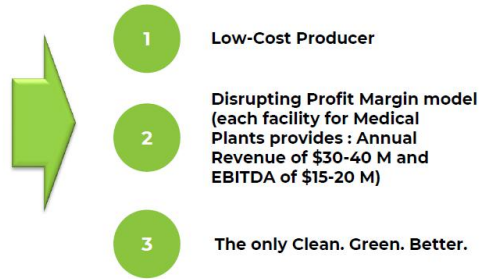 1
Low-Cost Producer
2
Disrupting Profit Margin model
(each facility for Medical
Plants provides : Annual
Revenue of $30-40 M and
EBITDA of $15-20 M)
3
The only Clean. Green. Better.